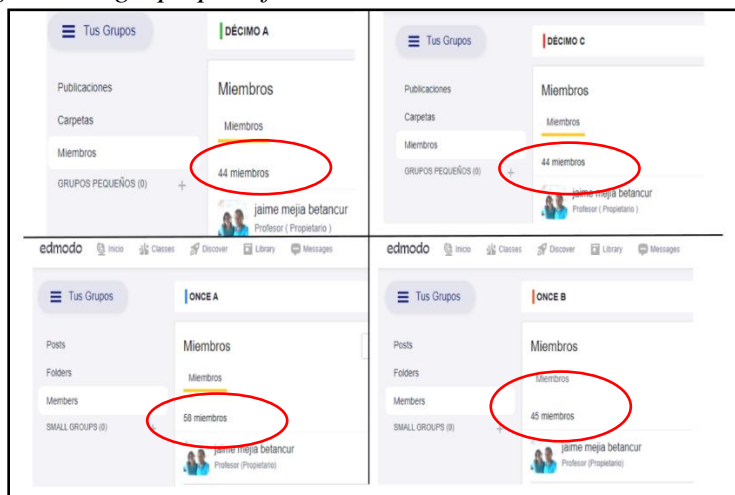 Tus Grupos
DÉCIMO A
Publicaciones
Carpetas
Miembros
GRUPOS PEQUEÑOS (0) +
Miembros
Miembros
44 miembros
jaime mejia betancur
Profesor ( Propietario )
Tus Grupos
DÉCIMO C
Publicaciones
Carpetas
Miembros
GRUPOS PEQUEÑOS (0) +
Miembros
Miembros
44 miembros
jaime mejia betancur
Profesor ( Propietario )
edmodo Inicio Classes Discover Library Messages
Tus Grupos
ONCE A
Posts
Folders
Members
SMALL GROUPS (0) +
Miembros
Miembros
58 miembros
jaime mejia betancur
Profesor (Propietario)
edmodo Inicio Classes Discover Library Messages
Tus Grupos
ONCE B
Posts
Folders
Members
SMALL GROUPS (0) +
Miembros
Miembros
45 miembros
jaime mejia betancur
Profesor (Propietario)